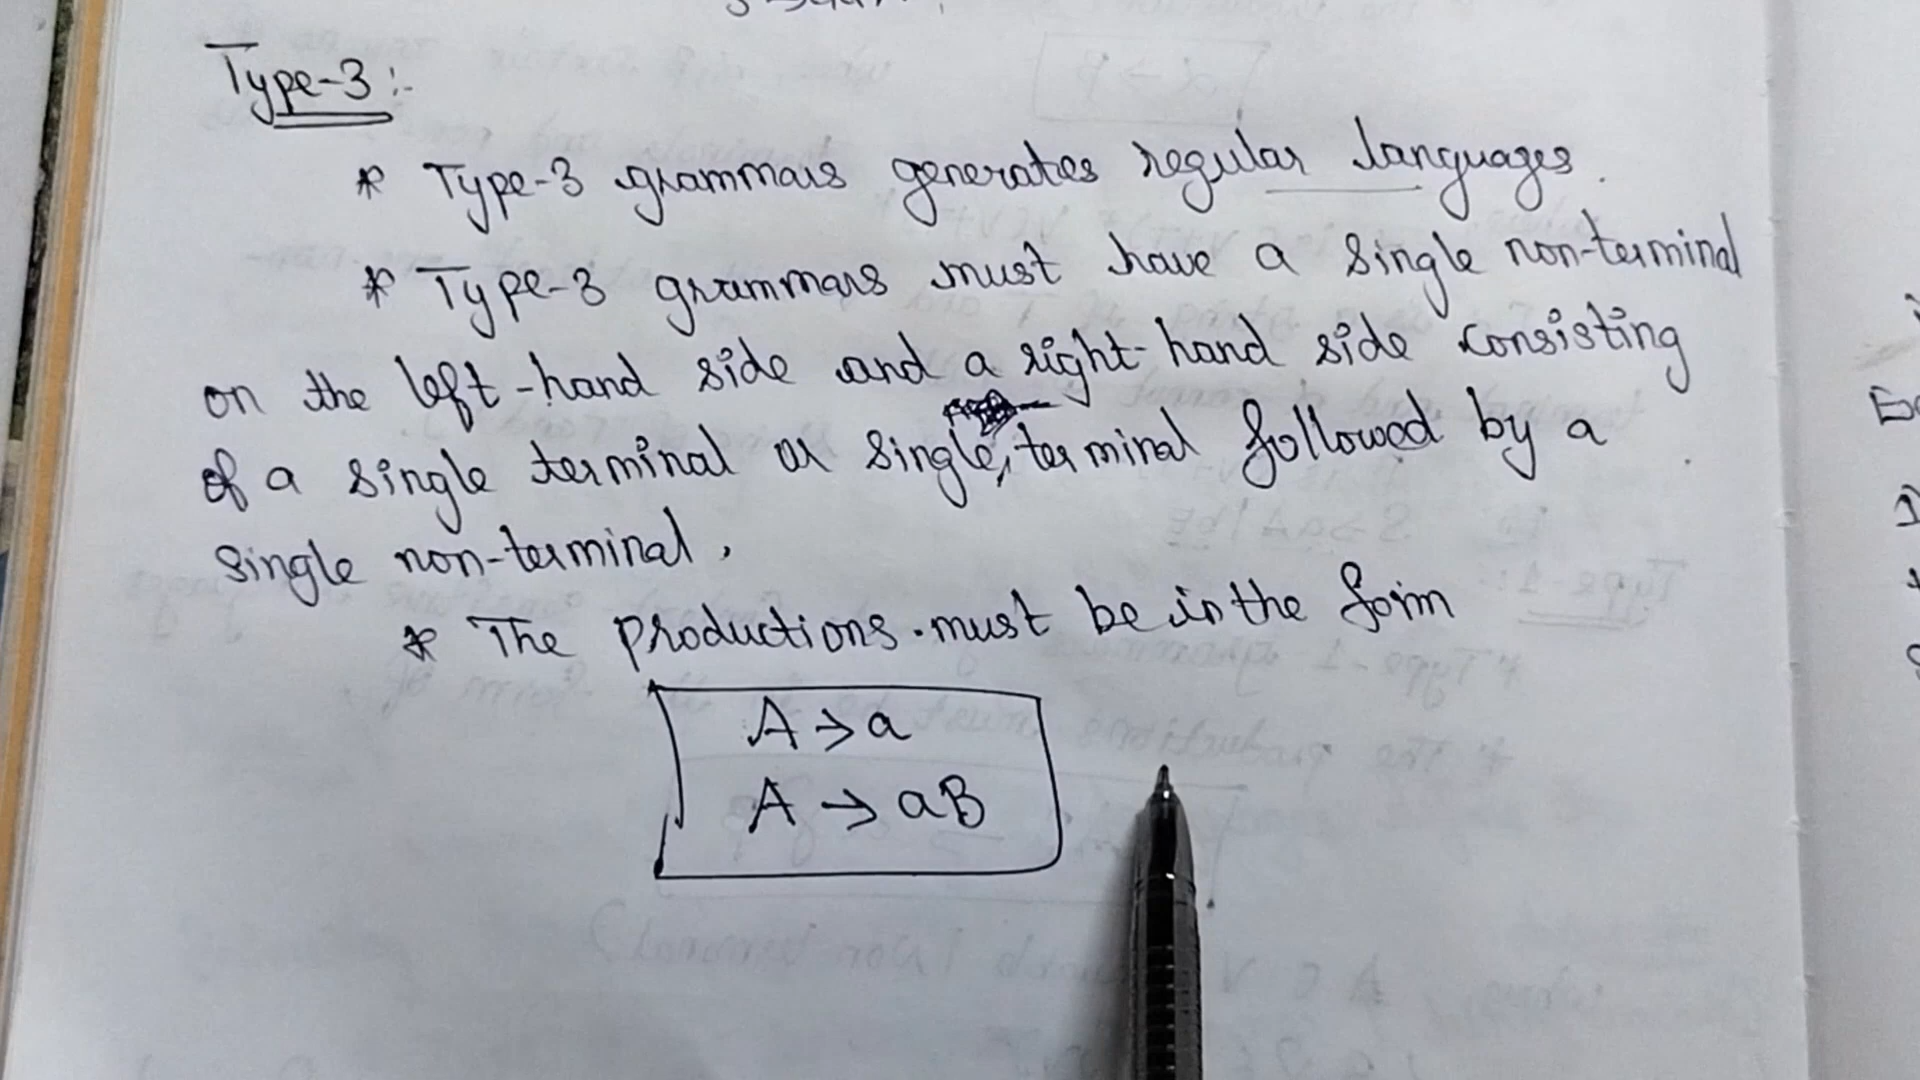 Type-3 :-
* Type-3 grammars generates regular languages.
* Type-3 grammars must have a single non-terminal
on the left-hand side and a right-hand side consisting
of a single terminal or single, terminal followed by a
single non-terminal.
* The productions must be in the form
A → a
A → aB